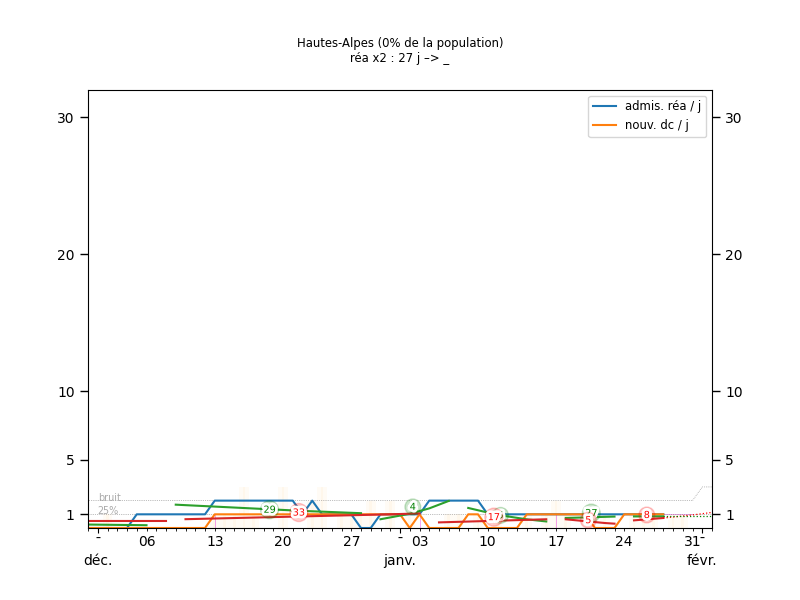 Hautes-Alpes (0% de la population)
réa x2 : 27 j –> _
admis. réa / j
nouv. dc / j
30 30
20 20
10 10
5 5
1 1
bruit
25%
29 33 4 17 27 5 8
- 06 13 20 27 - 03 10 17 24 31-
déc. janv. févr.